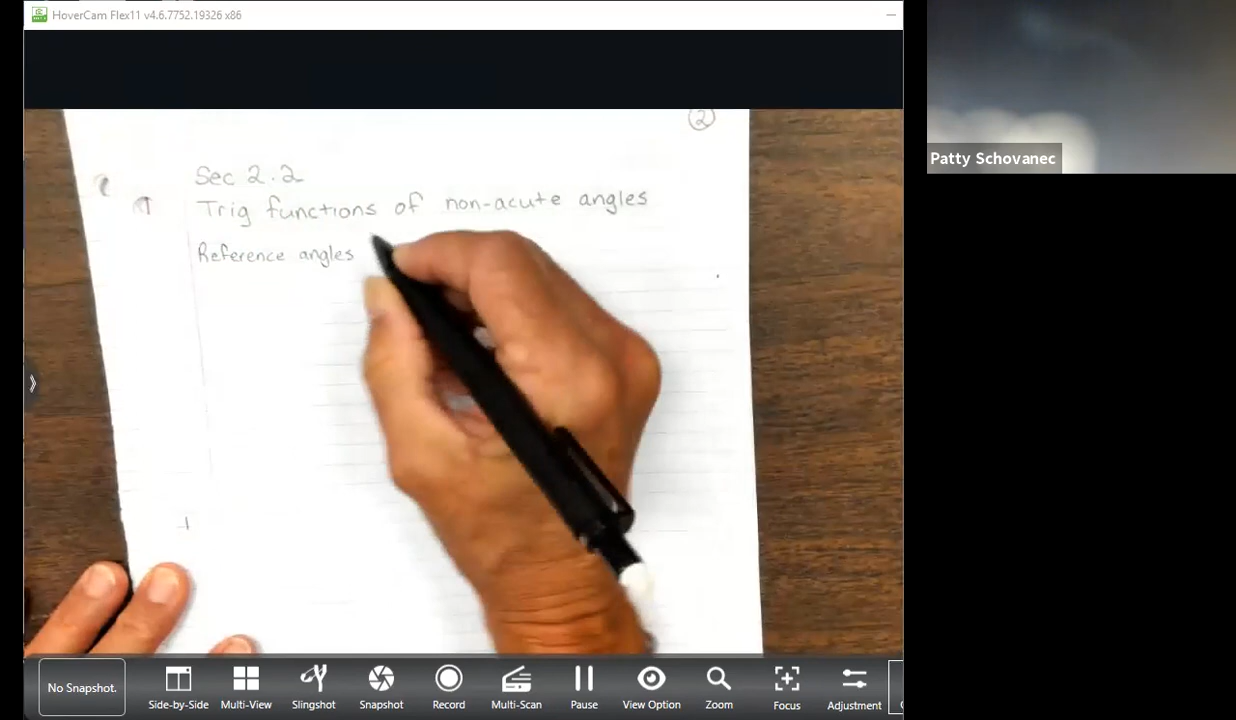 HoverCam Flex11 v4.6.7752.19326 x86
2
Sec 2.2
Trig functions of non-acute angles
Reference angles
Patty Schovanec
No Snapshot.
Side-by-Side
Multi-View
Slingshot
Snapshot
Record
Multi-Scan
Pause
View Option
Zoom
Focus
Adjustment